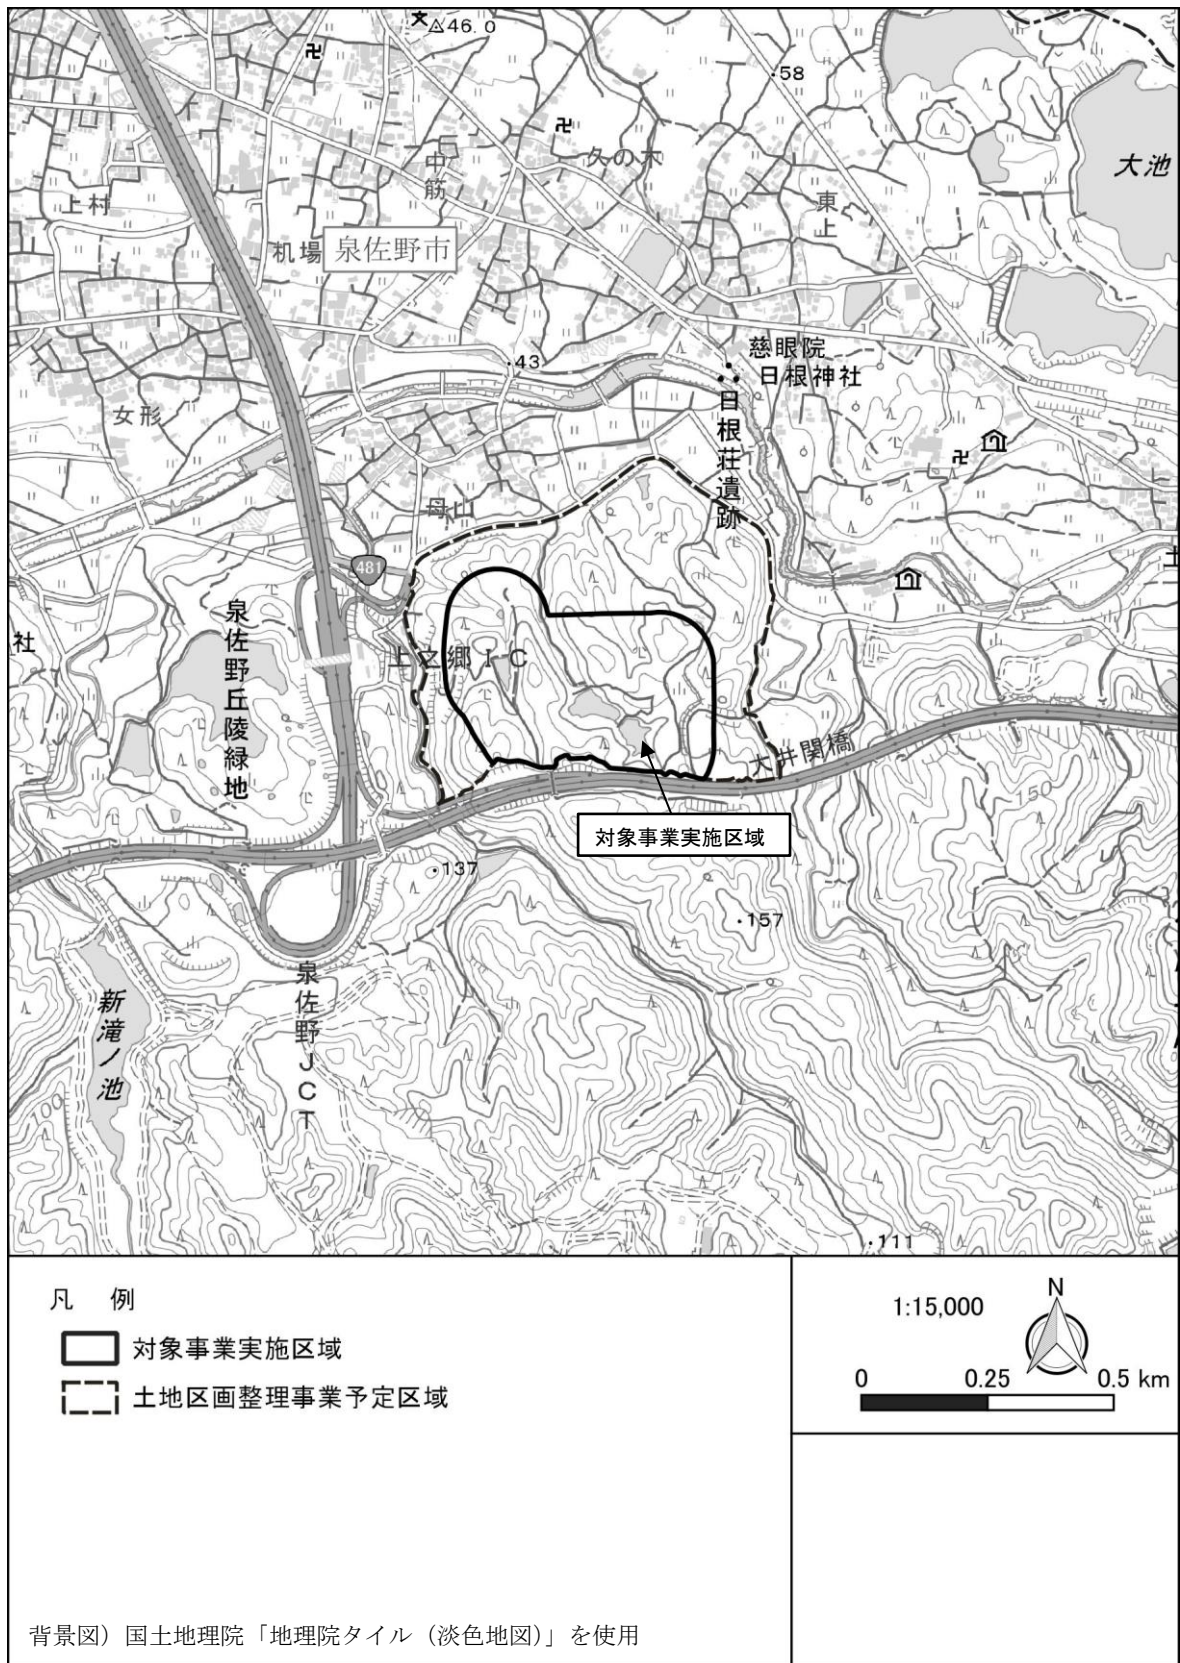 46.0
58
大池
久の木
中筋
東上
上村
机場
泉佐野市
慈眼院
日根神社
43
女形
日根荘遺跡
母山
481
土
社
泉佐野丘陵緑地
上之郷IC
大井関橋
150
対象事業実施区域
137
157
新滝ノ池
泉佐野JCT
100
111
凡 例
対象事業実施区域
土地区画整理事業予定区域
1:15,000
N
0 0.25 0.5 km
背景図）国土地理院「地理院タイル（淡色地図）」を使用